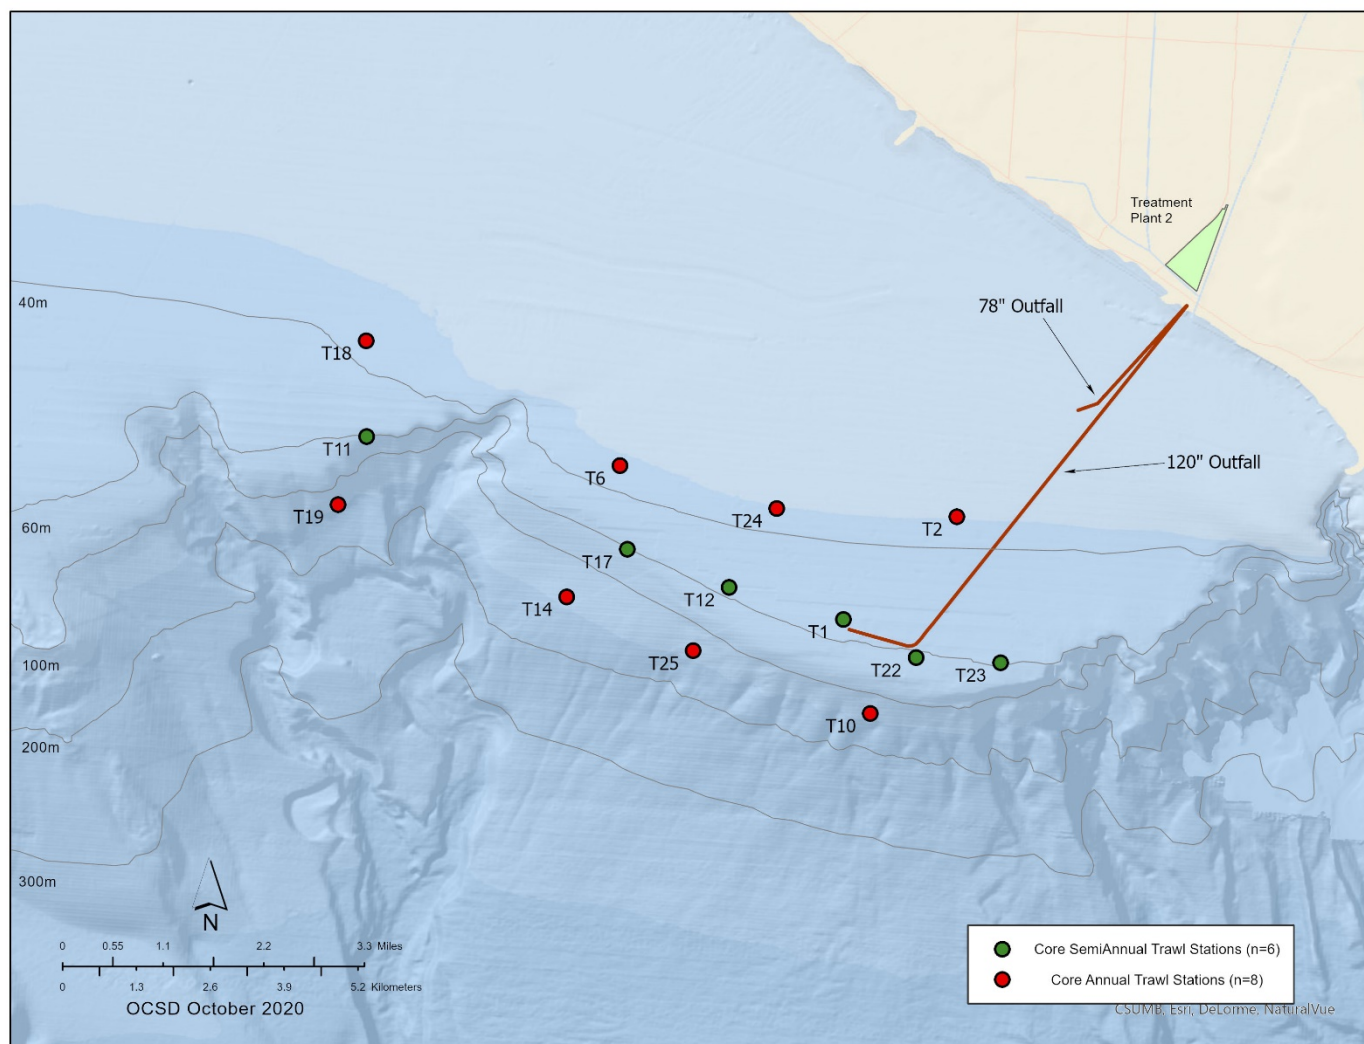 Treatment
Plant 2
78" Outfall
40m
T18
T11
120" Outfall
T6
T19
T24
T2
60m
T17
T14
T12
T1
T25
T22
T23
100m
T10
200m
300m
N
0 0.55 1.1 2.2 3.3 Miles
0 1.3 2.6 3.9 5.2 Kilometers
OCSD October 2020
Core SemiAnnual Trawl Stations (n=6)
Core Annual Trawl Stations (n=8)
CSUMB, Esri, DeLorme, NaturalVue